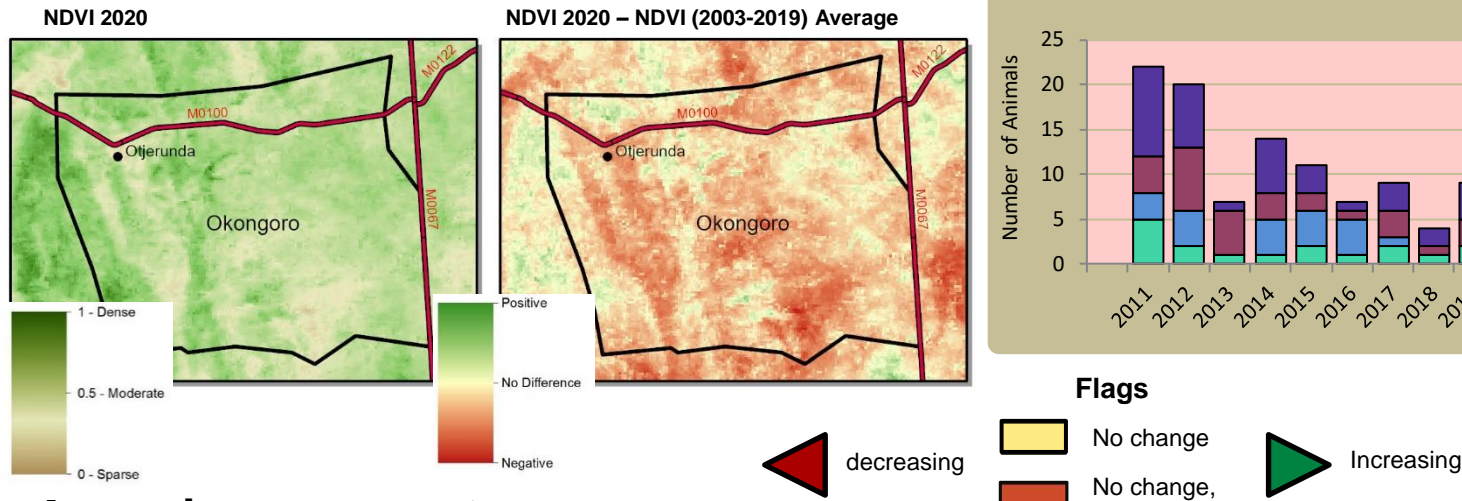 NDVI 2020
M0122
M0100
Otjerunda
Okongoro
M0067
1 - Dense
0.5 - Moderate
0 - Sparse
NDVI 2020 – NDVI (2003-2019) Average
M0122
M0100
Otjerunda
Okongoro
M0067
Positive
No Difference
Negative
Number of Animals
25
20
15
10
5
0
2011
2012
2013
2014
2015
2016
2017
2018
decreasing
Flags
No change
No change,
Increasing